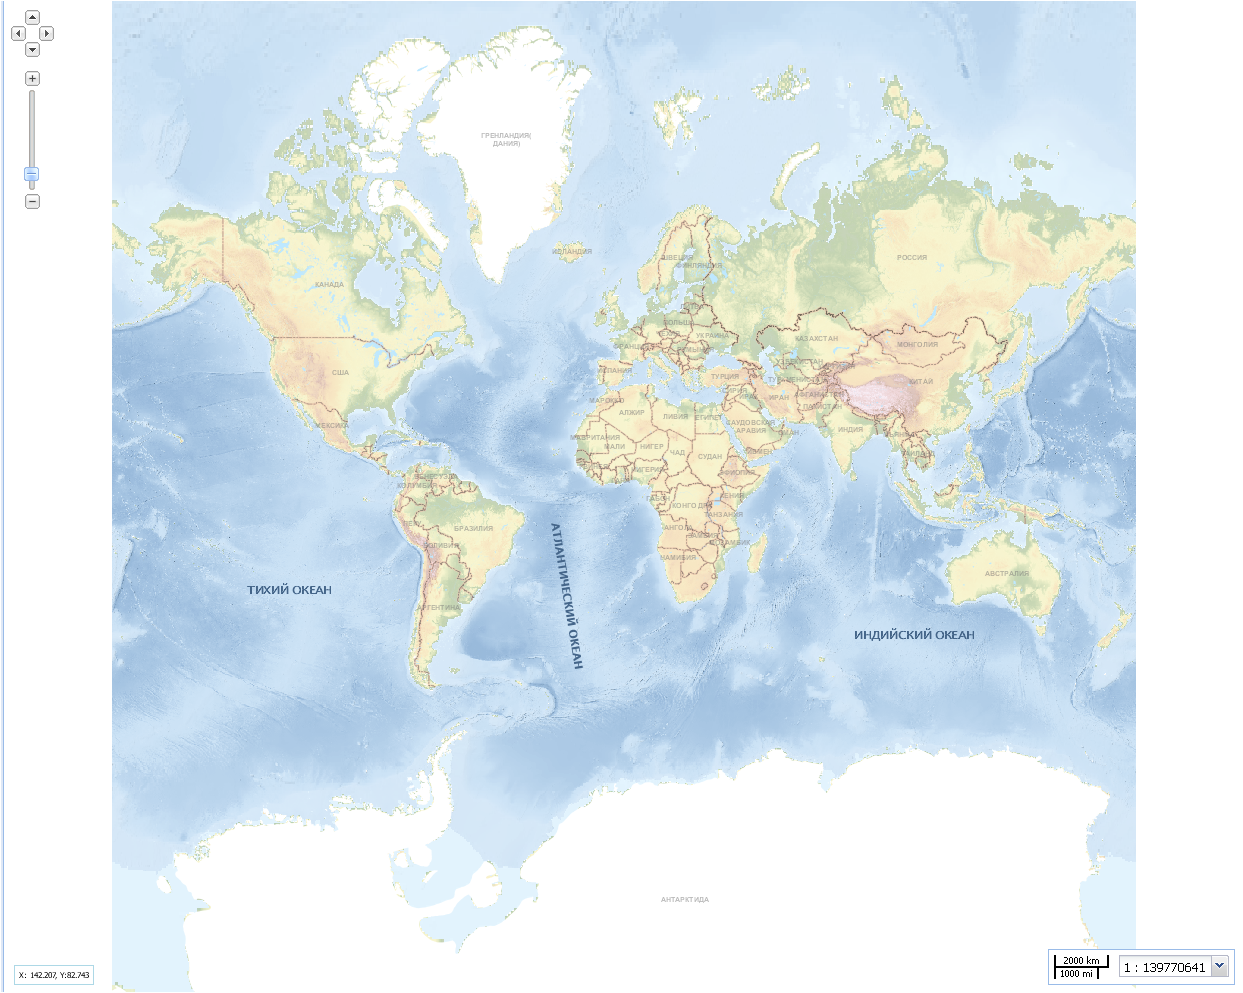 ГРЕНЛАНДИЯ(
ДАНИЯ)
ИСЛАНДИЯ
ШВЕЦИЯ
ФИНЛЯНДИЯ
РОССИЯ
КАНАДА
ПОЛЬША
УКРАИНА
КАЗАХСТАН
МОНГОЛИЯ
ИСПАНИЯ
США
ТУРЦИЯ
КИТАЙ
ИРАН
МАРОККО
АЛЖИР
ЛИВИЯ
ЕГИПЕТ
САУДОВСКАЯ
АРАВИЯ
ПАКИСТАН
ИНДИЯ
МЕКСИКА
МАВРИТАНИЯ
МАЛИ
НИГЕР
ЧАД
СУДАН
НИГЕРИЯ
ЭФИОПИЯ
ВЕНЕСУЭЛА
КОЛУМБИЯ
ГАБОН
КЕНИЯ
КОНГО ДР
ТАНЗАНИЯ
БРАЗИЛИЯ
АНГОЛА
ЗАМБИЯ
МОЗАМБИК
БОЛИВИЯ
НАМИБИЯ
АВСТРАЛИЯ
ТИХИЙ ОКЕАН
АТЛАНТИЧЕСКИЙ ОКЕАН
АРГЕНТИНА
ИНДИЙСКИЙ ОКЕАН
АНТАРКТИДА
X: 142.207, Y:82.743
2000 km
1000 mi
1 : 139770641